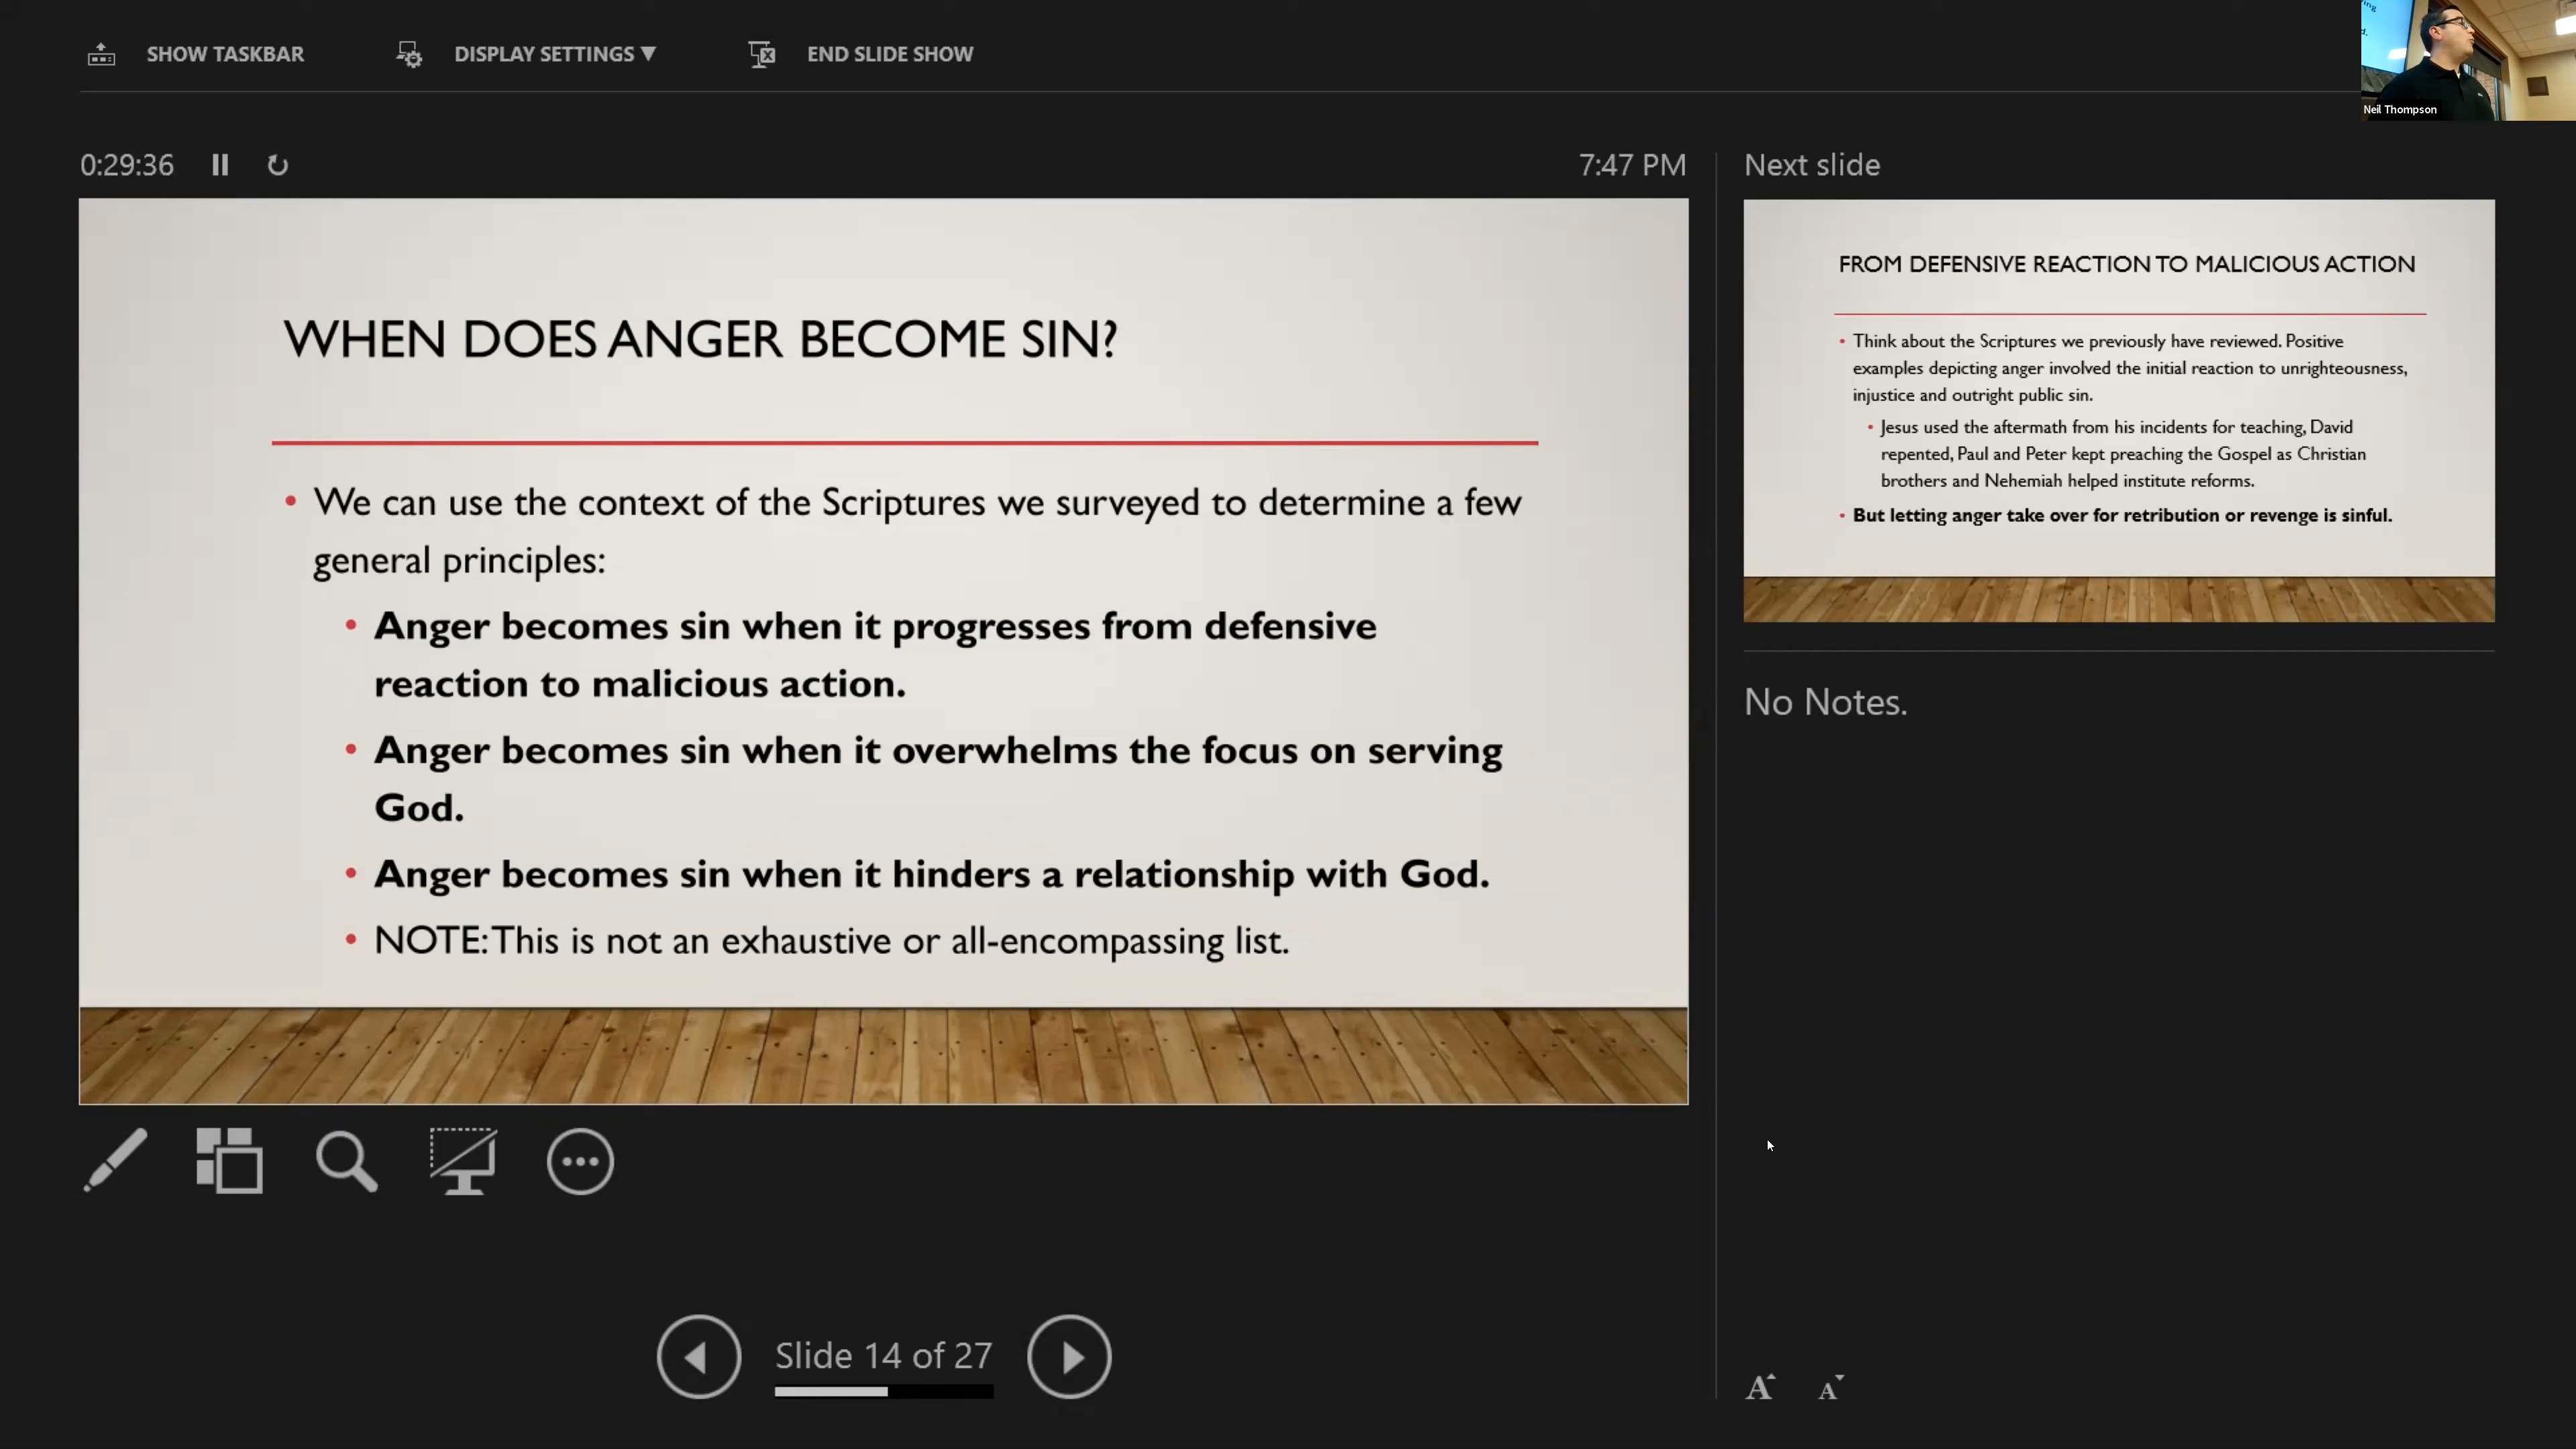 SHOW TASKBAR
DISPLAY SETTINGS ▼
END SLIDE SHOW
Neil Thompson
0:29:36
7:47 PM
WHEN DOES ANGER BECOME SIN?
• We can use the context of the Scriptures we surveyed to determine a few
general principles:
• Anger becomes sin when it progresses from defensive
reaction to malicious action.
• Anger becomes sin when it overwhelms the focus on serving
God.
• Anger becomes sin when it hinders a relationship with God.
• NOTE: This is not an exhaustive or all-encompassing list.
Slide 14 of 27
Next slide
FROM DEFENSIVE REACTION TO MALICIOUS ACTION
• Think about the Scriptures we previously have reviewed. Positive
examples depicting anger involved the initial reaction to unrighteousness,
injustice and outright public sin.
• Jesus used the aftermath from his incidents for teaching, David
repented, Paul and Peter kept preaching the Gospel as Christian
brothers and Nehemiah helped institute reforms.
• But letting anger take over for retribution or revenge is sinful.
No Notes.
A A